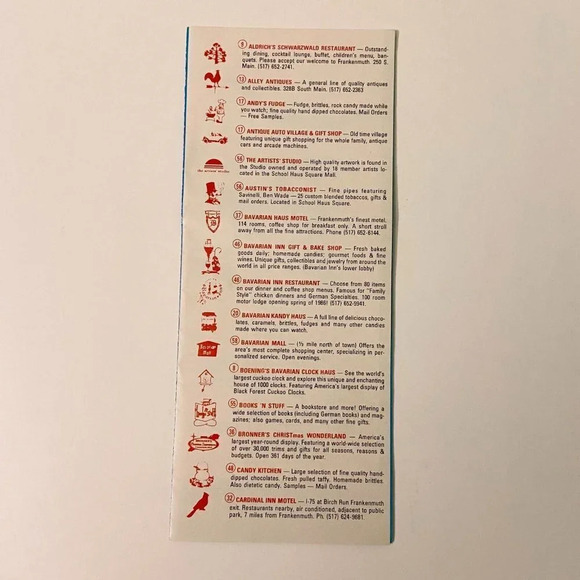 9 ALDRICH'S SCHWARZWALD RESTAURANT — Outstand-
ing dining, cocktail lounge, buffet, children's menu, ban-
quets. Please accept our welcome to Frankenmuth. 250 S.
Main. (517) 652-2741.
13 ALLEY ANTIQUES — A general line of quality antiques
and collectibles. 328B South Main. (517) 652-2363
17 ANDY'S FUDGE — Fudge, brittles, rock candy made while
you watch; fine quality hand dipped chocolates. Mail Orders
— Free Samples.
17 ANTIQUE AUTO VILLAGE & GIFT SHOP — Old time village
featuring unique gift shopping for the whole family, antique
cars and arcade machines.
56 THE ARTISTS' STUDIO — High quality artwork is found in
the Studio owned and operated by 18 member artists lo-
cated in the School Haus Square Mall.
the artists' studio
56 AUSTIN'S TOBACCONIST — Fine pipes featuring
Savinelli, Ben Wade — 25 custom blended tobaccos, gifts &
mail orders. Located in School Haus Square.
37 BAVARIAN HAUS MOTEL — Frankenmuth's finest motel.
114 rooms, coffee shop for breakfast only. A short stroll
away from all the fine attractions. Phone (517) 652-6144.
46 BAVARIAN INN GIFT & BAKE SHOP — Fresh baked
goods daily; homemade candies; gourmet foods & fine
wines. Unique gifts, collectibles and jewelry from around the
world in all price ranges. (Bavarian Inn's lower lobby)
46 BAVARIAN INN RESTAURANT — Choose from 80 items
on our dinner and coffee shop menus. Famous for "Family
Style" chicken dinners and German Specialties. 100 room
motor lodge opening spring of 1986! (517) 652-9941
20 BAVARIAN KANDY HAUS — A full line of delicious choco-
lates, caramels, brittles, fudges and many other candies
made where you can watch.
58 BAVARIAN MALL — (½ mile north of town) Offers the
area's most complete shopping center, specializing in per-
sonalized service. Open evenings.
8 BOENING'S BAVARIAN CLOCK HAUS — See the world's
largest cuckoo clock and explore this unique and enchanting
house of 1000 clocks. Featuring America's largest display of
Black Forest Cuckoo Clocks.
55 BOOKS 'N STUFF — A bookstore and more! Offering a
wide selection of books (including German books) and mag-
azines; also games, cards, and many other fine gifts.
36 BRONNER'S CHRISTmas WONDERLAND — America's
largest year-round display. Featuring a world-wide selection
of over 30,000 trims and gifts for all seasons, reasons &
budgets. Open 361 days of the year.
48 CANDY KITCHEN — Large selection of fine quality hand-
dipped chocolates. Fresh pulled taffy. Homemade brittles
Also dietetic candy. Samples — Mail Orders.
32 CARDINAL INN MOTEL — I-75 at Birch Run Frankenmuth
exit. Restaurants nearby, air conditioned, adjacent to public
park, 7 miles from Frankenmuth. Ph. (517) 624-9681.